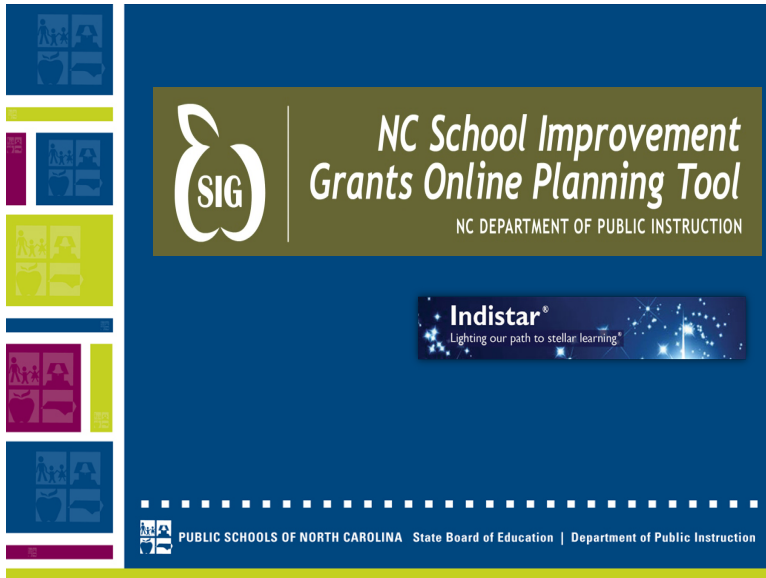 SIG
NC School Improvement
Grants Online Planning Tool
NC DEPARTMENT OF PUBLIC INSTRUCTION
Indistar®
Lighting our path to stellar learning®
PUBLIC SCHOOLS OF NORTH CAROLINA State Board of Education | Department of Public Instruction